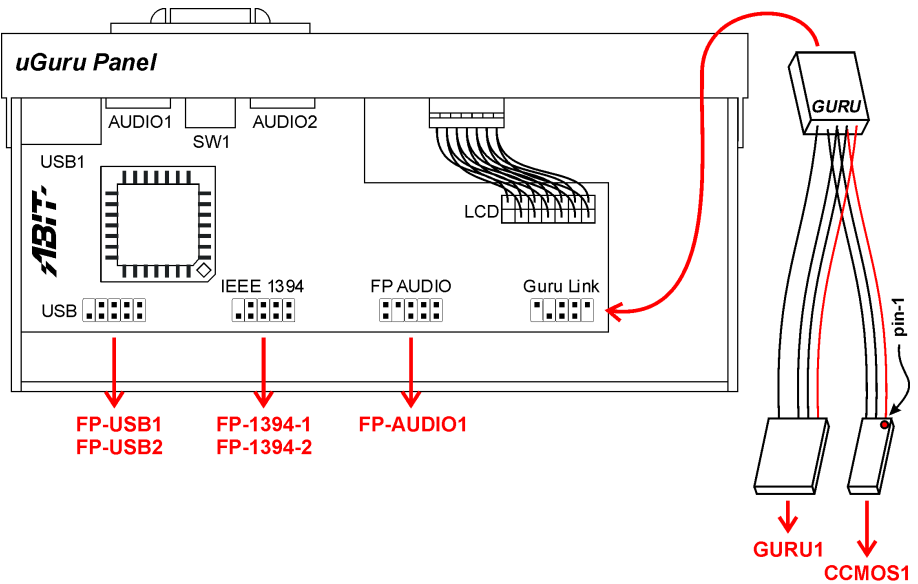 uGuru Panel
GURU
AUDIO1
SW1
AUDIO2
USB1
ABIT
LCD
USB
IEEE 1394
FP AUDIO
Guru Link
pin-1
FP-USB1
FP-USB2
FP-1394-1
FP-1394-2
FP-AUDIO1
GURU1
CCMOS1